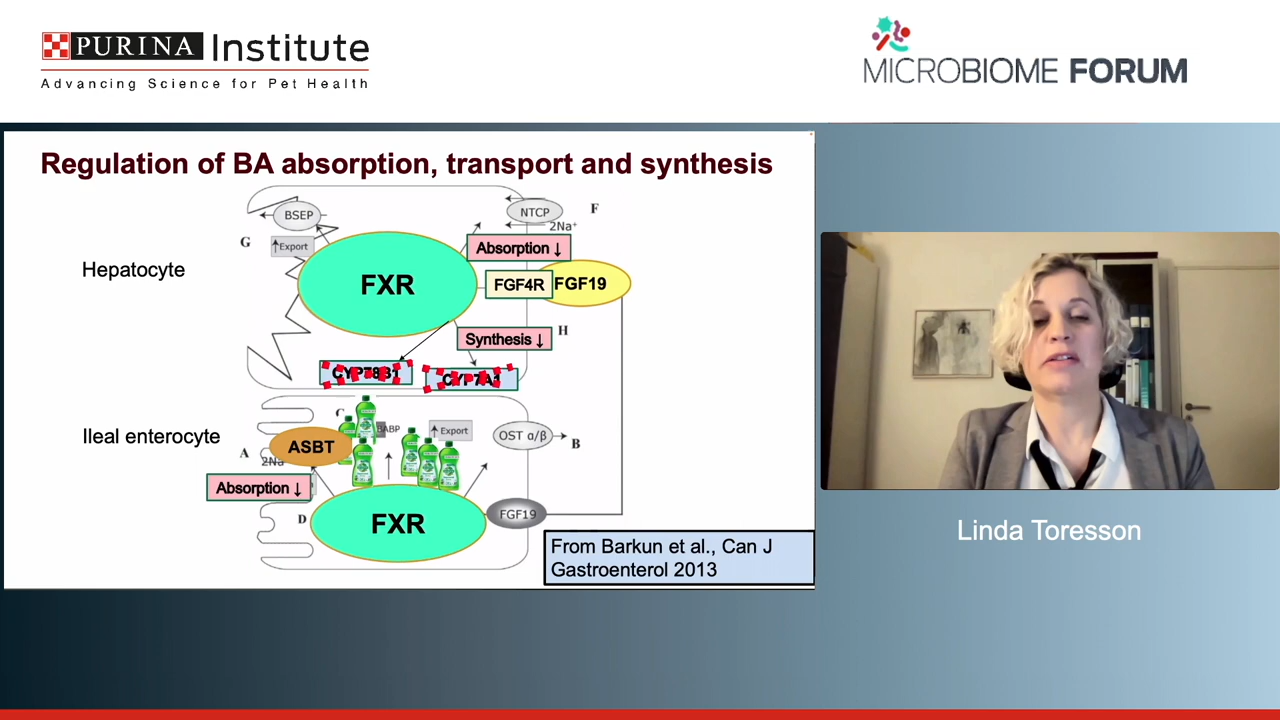 PURINA Institute
Advancing Science for Pet Health
MICROBIOME FORUM
Regulation of BA absorption, transport and synthesis
BSEP
NTCP
F
2Na⁺
G
↑Export
Absorption ↓
Hepatocyte
FXR
FGF4R
FGF19
Synthesis ↓
H
CYP7A1
C
BABP
↑ Export
Ileal enterocyte
ASBT
OST α/β
B
A
2Na
Absorption ↓
D
FXR
FGF19
From Barkun et al., Can J
Gastroenterol 2013
Linda Toresson